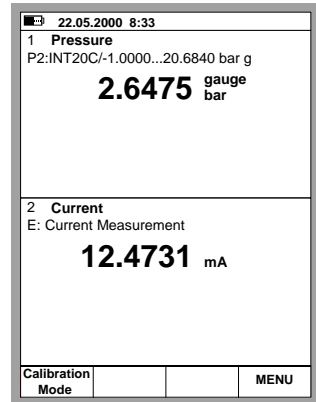 22.05.2000 8:33
1 Pressure
P2:INT20C/-1.0000...20.6840 bar g
2.6475 gauge bar
2 Current
E: Current Measurement
12.4731 mA
Calibration Mode
MENU